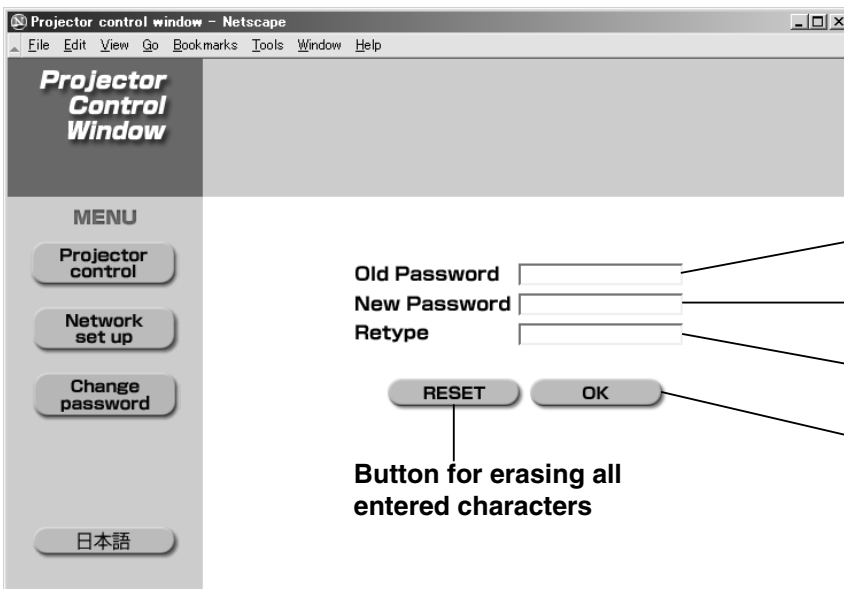 Projector control window - Netscape
File Edit View Go Bookmarks Tools Window Help
Projector
Control
Window
MENU
Projector
control
Network
set up
Change
password
日本語
Old Password
New Password
Retype
RESET OK
Button for erasing all
entered characters